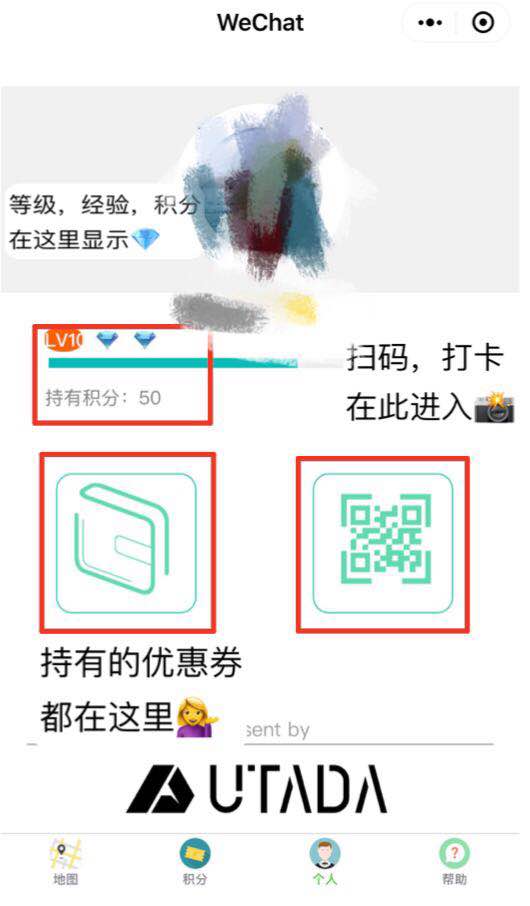 WeChat
等级，经验，积分
在这里显示💎
LV10
持有积分：50
扫码，打卡
在此进入📸
持有的优惠券
都在这里💁‍♀️
sent by
AUTADA
地图
积分
个人
帮助